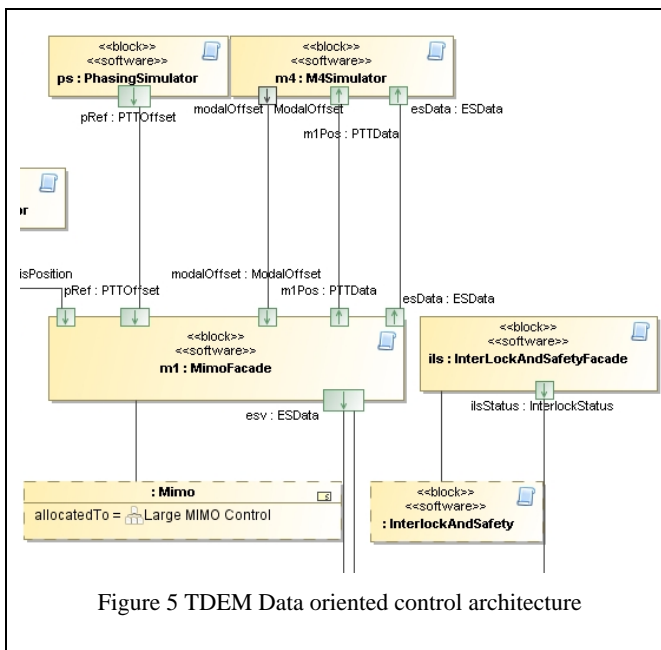 <<block>>
<<software>>
ps : PhasingSimulator
<<block>>
<<software>>
m4 : M4Simulator
pRef : PTTOffset
modalOffset : ModalOffset
esData : ESData
m1Pos : PTTData
or
isPosition
pRef : PTTOffset
modalOffset : ModalOffset
m1Pos : PTTData
esData : ESData
<<block>>
<<software>>
m1 : MimoFacade
<<block>>
<<software>>
ils : InterLockAndSafetyFacade
esv : ESData
ilsStatus : InterlockStatus
: Mimo
allocatedTo = Large MIMO Control
<<block>>
<<software>>
: InterlockAndSafety
Figure 5 TDEM Data oriented control architecture